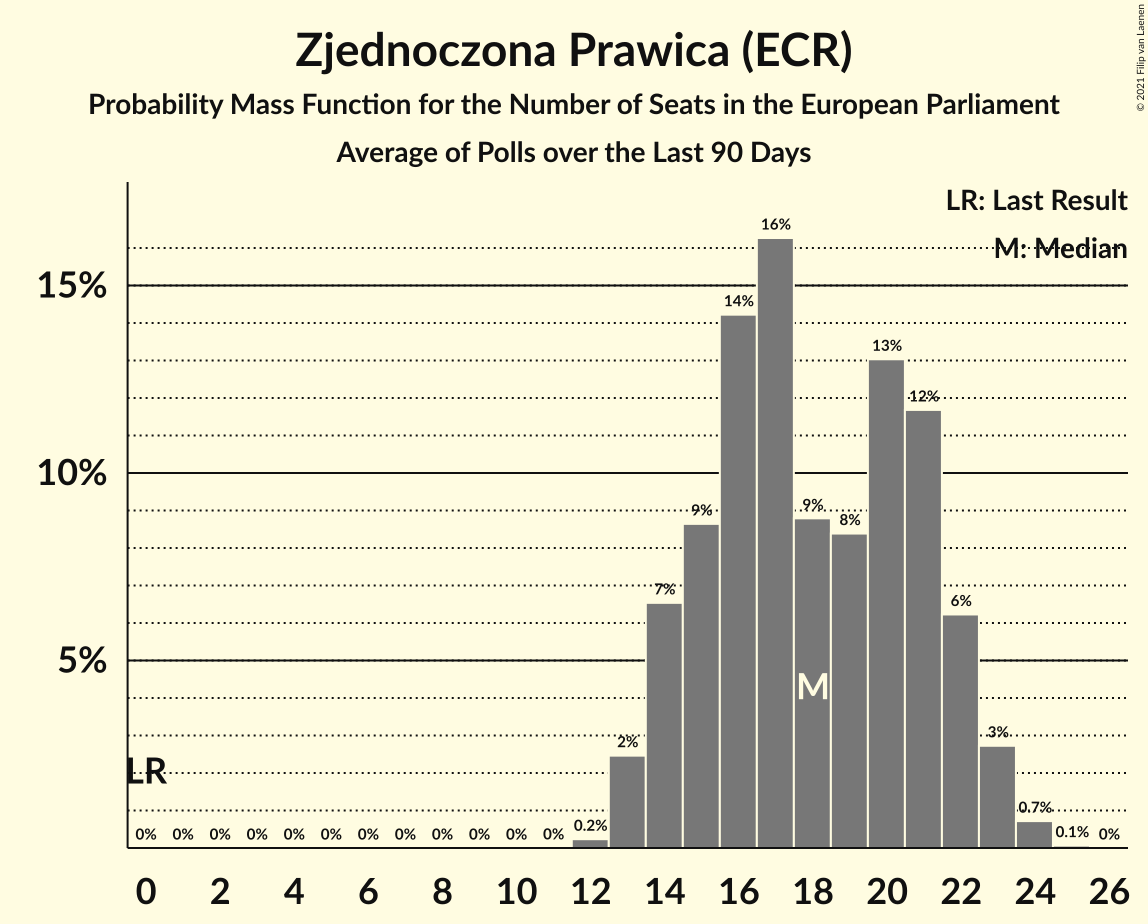 Zjednoczona Prawica (ECR)
Probability Mass Function for the Number of Seats in the European Parliament
Average of Polls over the Last 90 Days
© 2021 Filip van Laenen
LR: Last Result
M: Median
16%
15%
14%
13%
12%
10%
9%
9%
8%
7%
6%
5%
M
3%
2%
LR
0.7%
0.2%
0.1%
0% 0% 0% 0% 0% 0% 0% 0% 0% 0% 0% 0% 0%
0 2 4 6 8 10 12 14 16 18 20 22 24 26